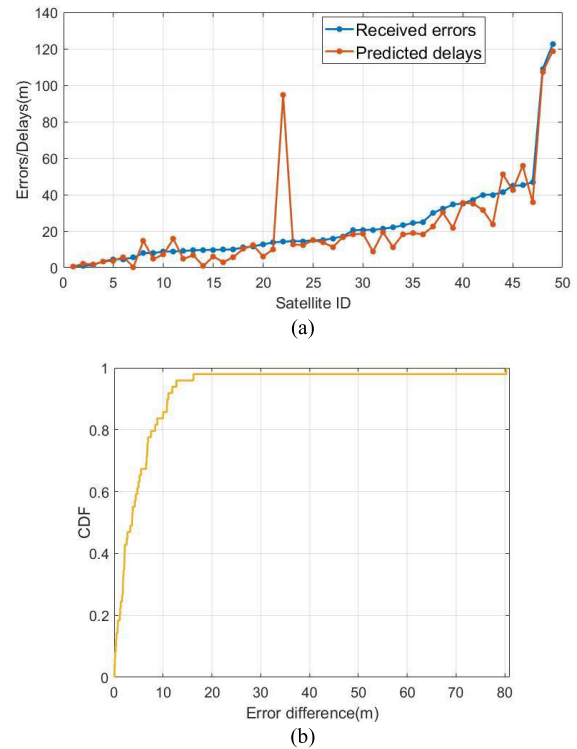 140
120
100
80
60
40
20
0
Errors/Delays(m)
Received errors
Predicted delays
0 5 10 15 20 25 30 35 40 45 50
Satellite ID
(a)
1
0.8
0.6
0.4
0.2
0
CDF
0 10 20 30 40 50 60 70 80
Error difference(m)
(b)